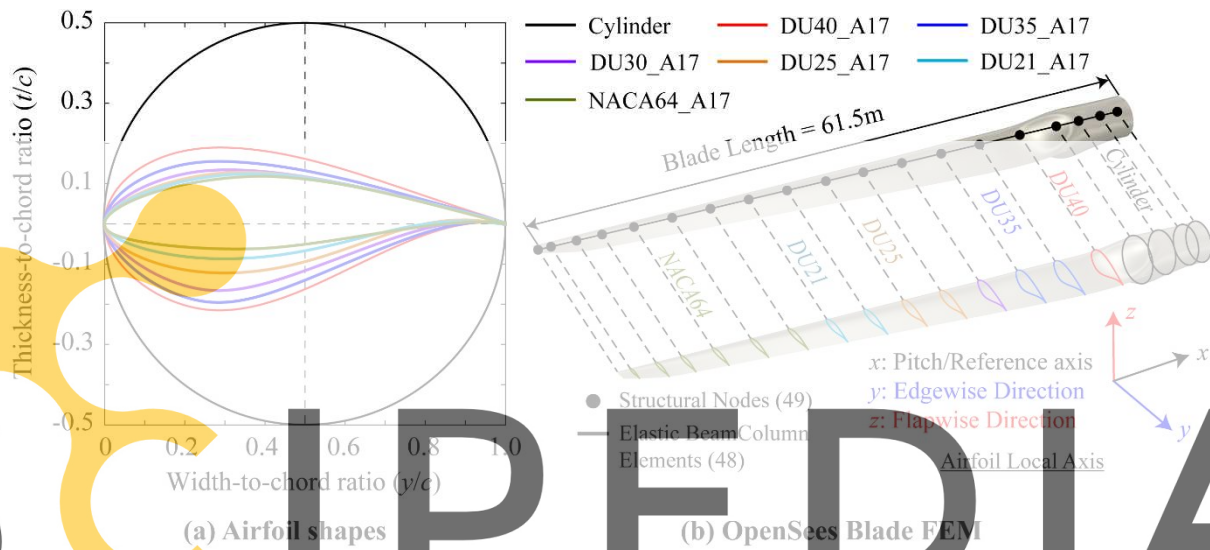 Cylinder
DU40_A17
DU35_A17
DU30_A17
DU25_A17
DU21_A17
NACA64_A17
Thickness-to-chord ratio (t/c)
0.5
0.3
0.1
-0.1
-0.3
-0.5
0
0.2
0.4
0.6
0.8
1.0
Width-to-chord ratio (y/c)
(a) Airfoil shapes
Blade Length = 61.5m
Cylinder
DU40
DU35
DU25
DU21
NACA64
Structural Nodes (49)
Elastic BeamColumn
Elements (48)
z
x
y
x: Pitch/Reference axis
y: Edgewise Direction
z: Flapwise Direction
Airfoil Local Axis
(b) OpenSees Blade FEM
CIPEDIA